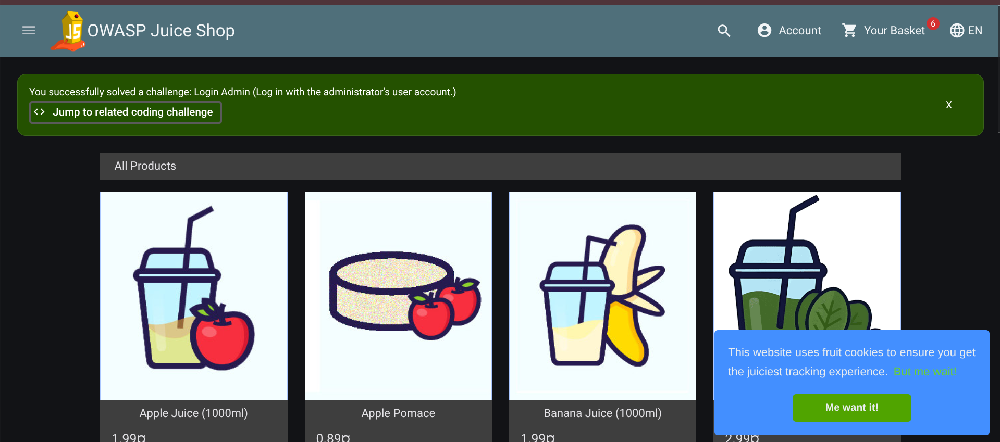 JS OWASP Juice Shop Account Your Basket 6 EN
You successfully solved a challenge: Login Admin (Log in with the administrator's user account.)
<> Jump to related coding challenge
X
All Products
Apple Juice (1000ml)
1.99¤
Apple Pomace
0.89¤
Banana Juice (1000ml)
1.99¤
2.99¤
This website uses fruit cookies to ensure you get
the juiciest tracking experience. But me wait!
Me want it!